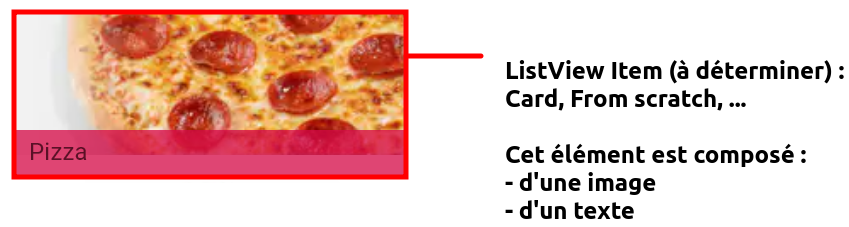 Pizza
ListView Item (à déterminer) :
Card, From scratch, ...
Cet élément est composé :
- d'une image
- d'un texte